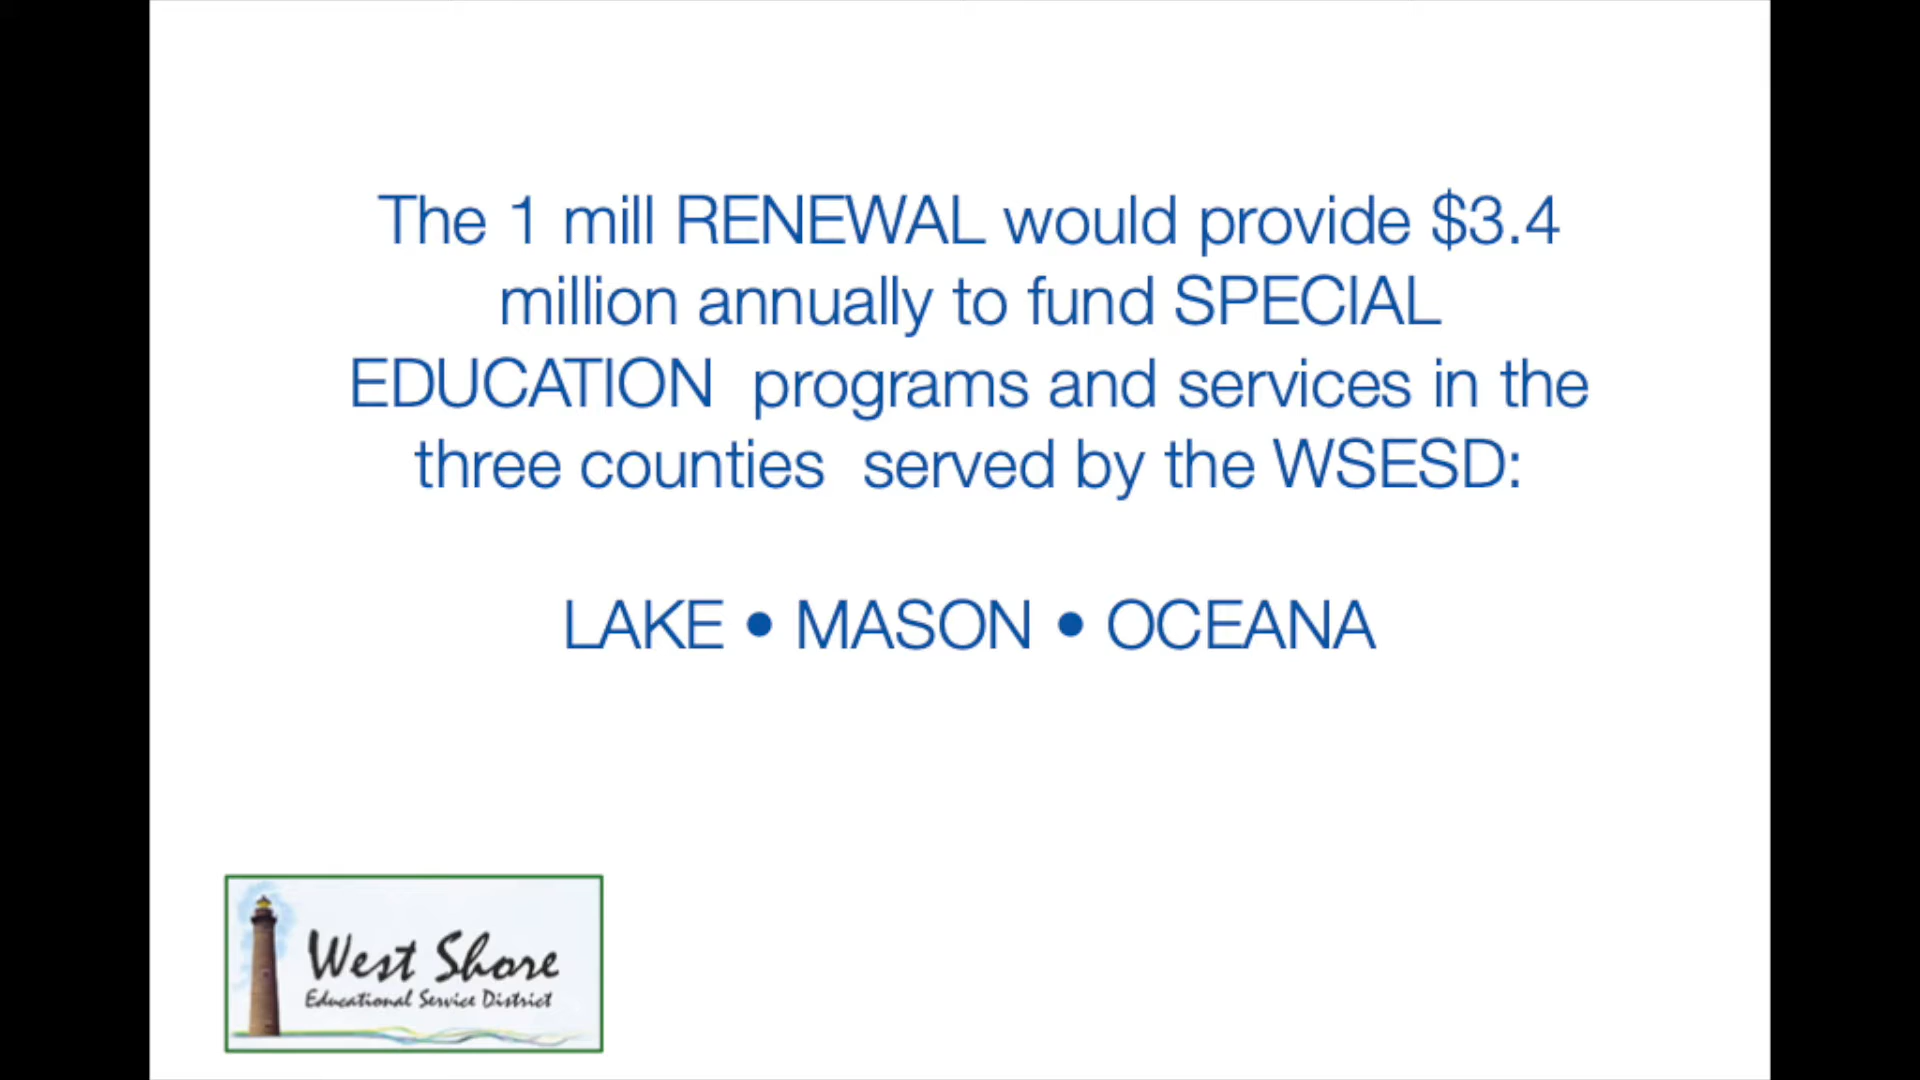 The 1 mill RENEWAL would provide $3.4
million annually to fund SPECIAL
EDUCATION  programs and services in the
three counties  served by the WSESD:
LAKE • MASON • OCEANA
West Shore
Educational Service District